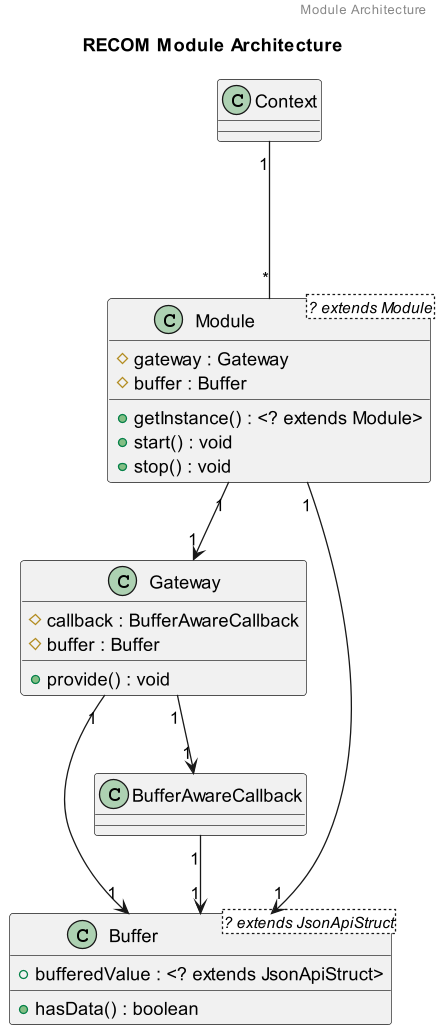 Module Architecture
RECOM Module Architecture
C Context
1
*
? extends Module
C Module
gateway : Gateway
buffer : Buffer
getInstance() : <? extends Module>
start() : void
stop() : void
1 1
1
C Gateway
callback : BufferAwareCallback
buffer : Buffer
provide() : void
1 1
1
C BufferAwareCallback
1
1 1 1
? extends JsonApiStruct
C Buffer
bufferedValue : <? extends JsonApiStruct>
hasData() : boolean